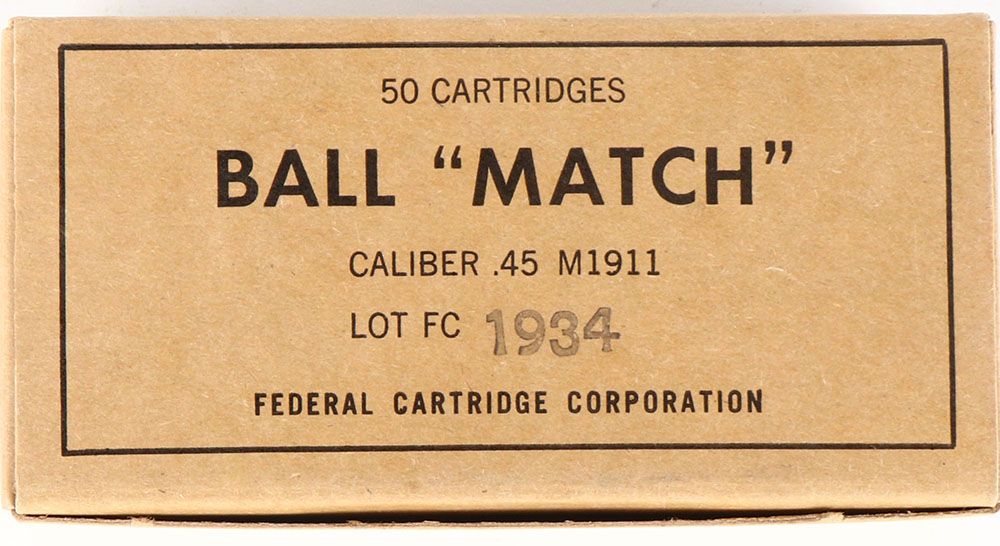 50 CARTRIDGES
BALL “MATCH”
CALIBER .45 M1911
LOT FC 1934
FEDERAL CARTRIDGE CORPORATION